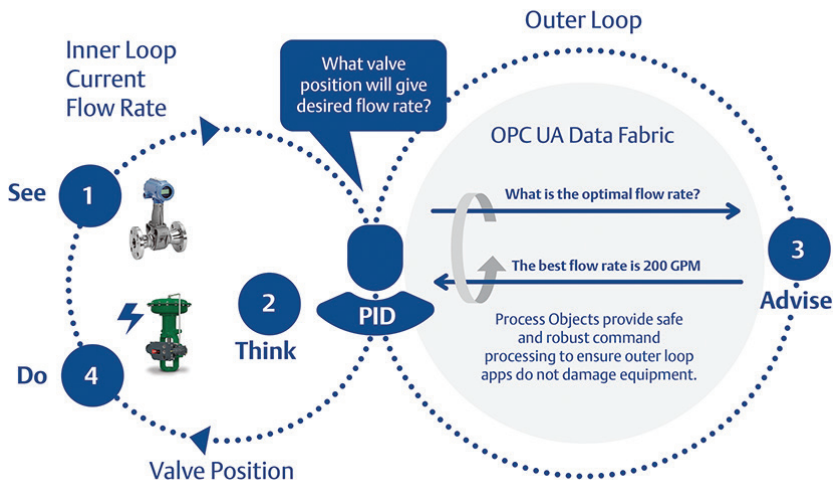 Outer Loop
Inner Loop
Current
Flow Rate
What valve
position will give
desired flow rate?
OPC UA Data Fabric
See
1
What is the optimal flow rate?
3
Advise
The best flow rate is 200 GPM
2
Think
PID
Process Objects provide safe
and robust command
processing to ensure outer loop
apps do not damage equipment.
Do
4
Valve Position